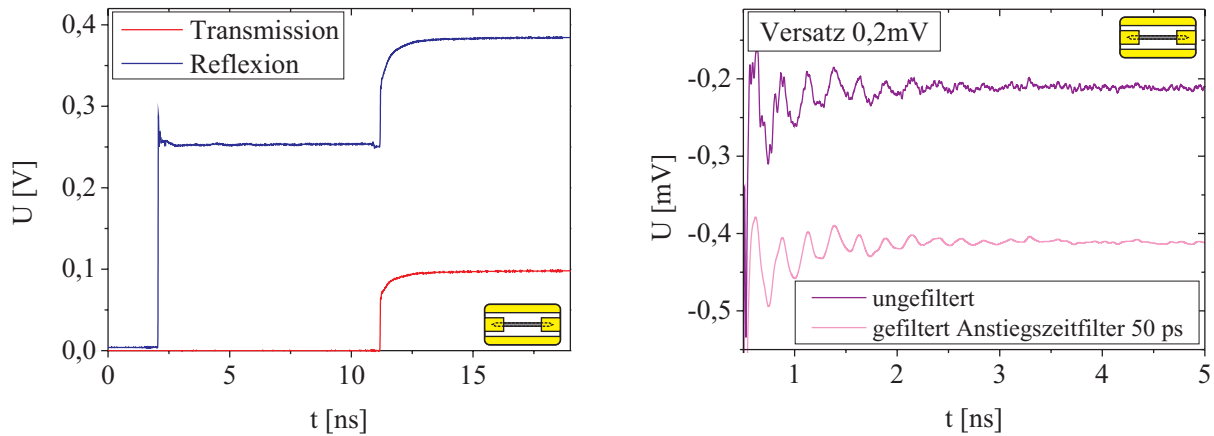 0,4
0,3
0,2
0,1
0,0
U [V]
Transmission
Reflexion
0
5
10
15
t [ns]
Versatz 0,2mV
-0,2
-0,3
-0,4
-0,5
U [mV]
ungefiltert
gefiltert Anstiegszeitfilter 50 ps
1
2
3
4
5
t [ns]